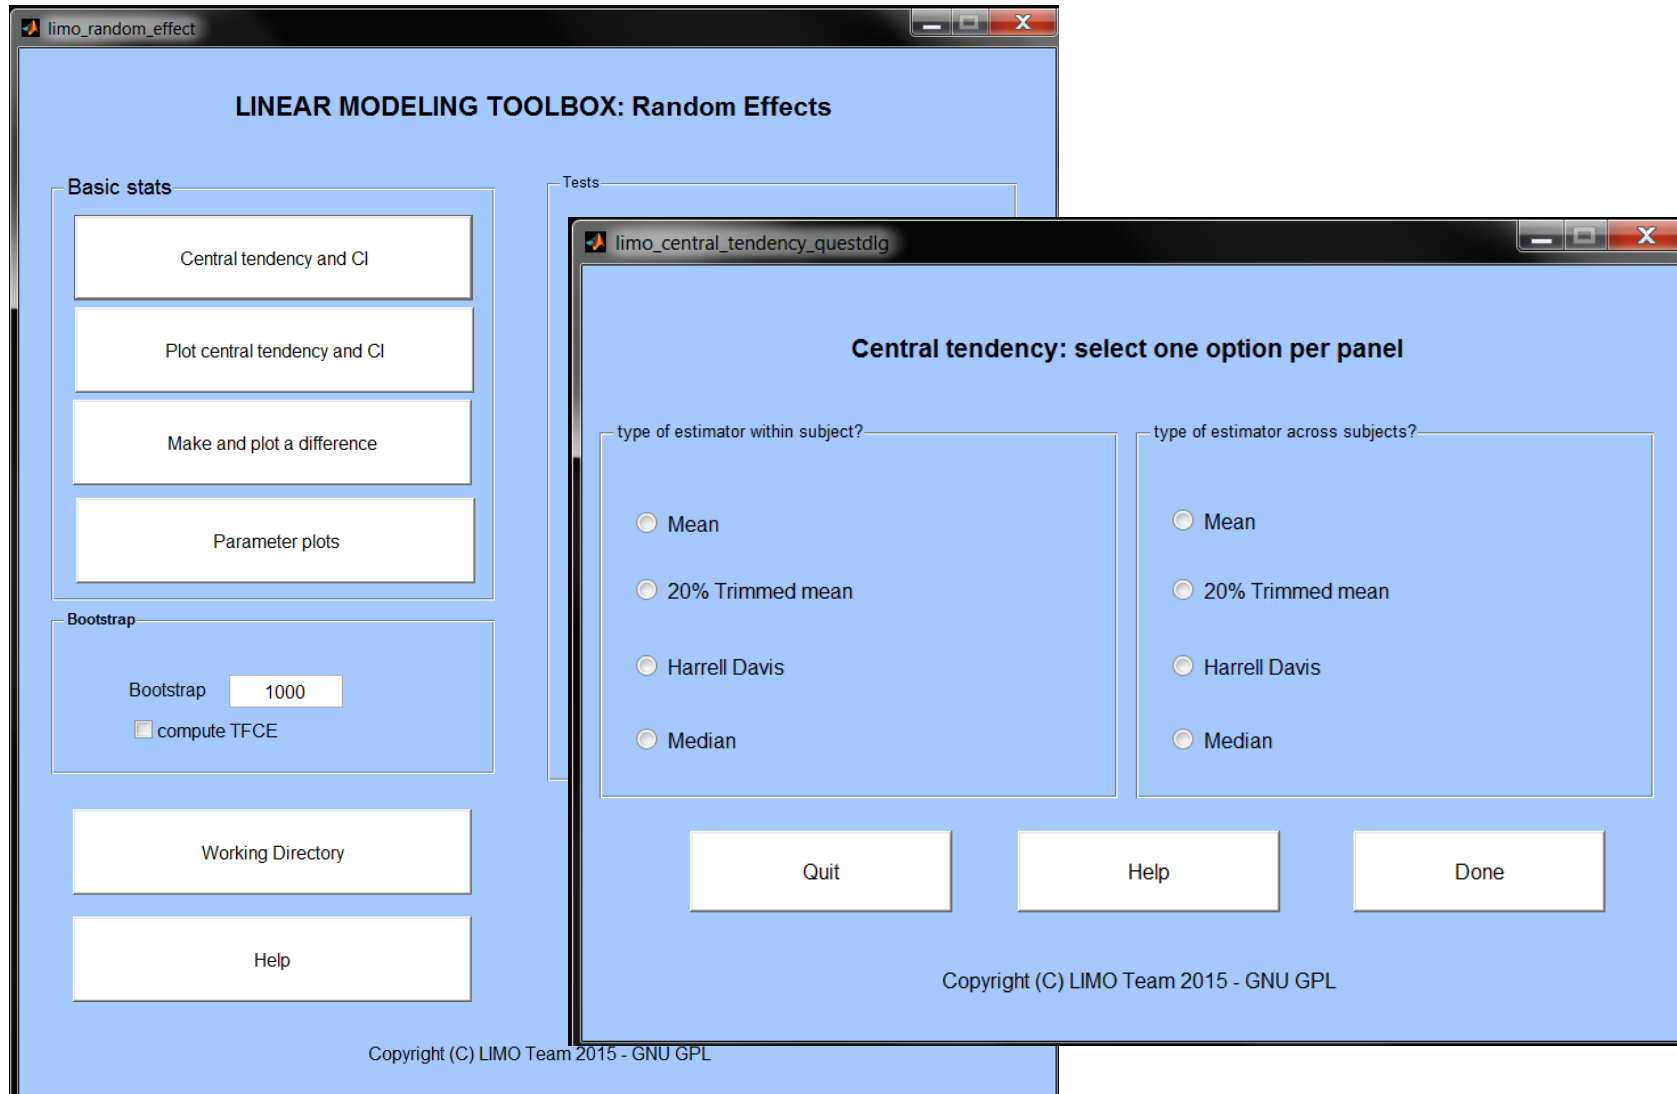 limo_random_effect
LINEAR MODELING TOOLBOX: Random Effects
Basic stats
Central tendency and CI
Plot central tendency and CI
Make and plot a difference
Parameter plots
Bootstrap
Bootstrap 1000
compute TFCE
Working Directory
Help
Copyright (C) LIMO Team 2015 - GNU GPL
Tests
limo_central_tendency_questdlg
Central tendency: select one option per panel
type of estimator within subject?
Mean
20% Trimmed mean
Harrell Davis
Median
type of estimator across subjects?
Mean
20% Trimmed mean
Harrell Davis
Median
Quit
Help
Done
Copyright (C) LIMO Team 2015 - GNU GPL